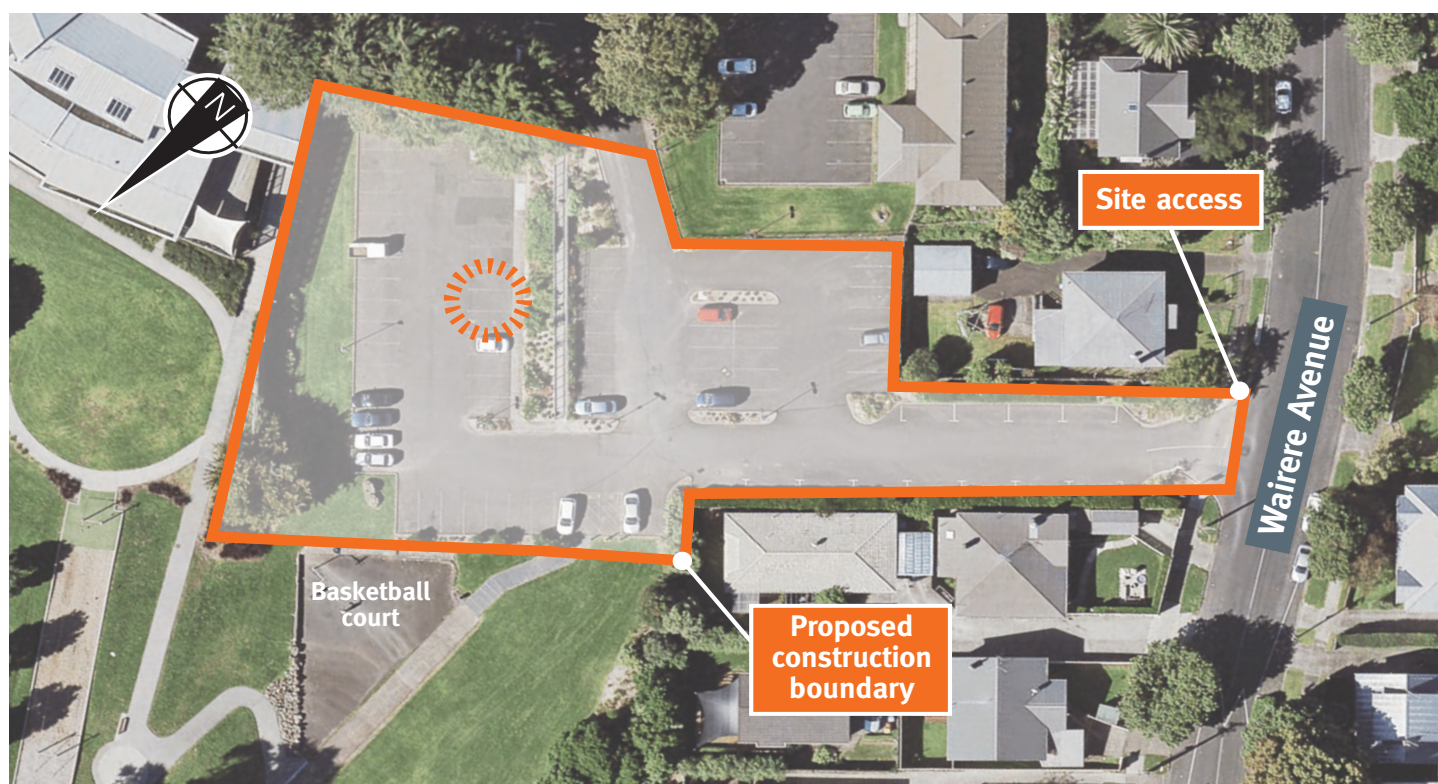 N
Site access
Wairere Avenue
Basketball
court
Proposed
construction
boundary